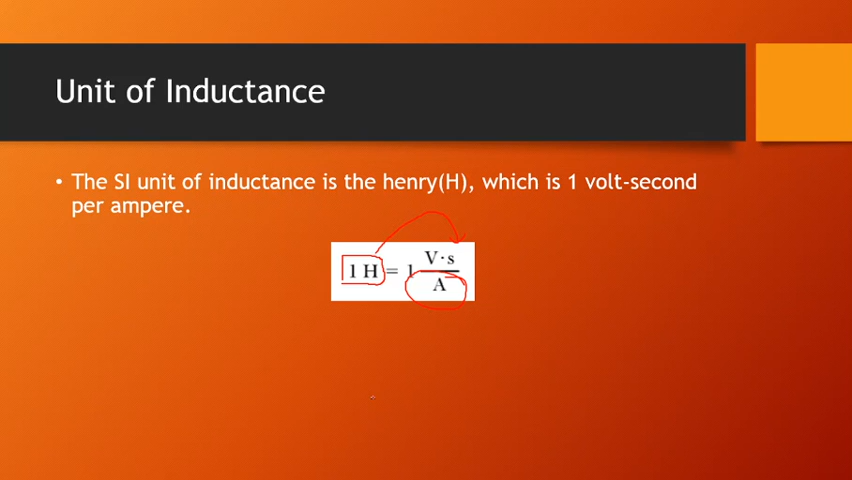 Unit of Inductance
• The SI unit of inductance is the henry(H), which is 1 volt-second
per ampere.
1 H = 1 V·s / A